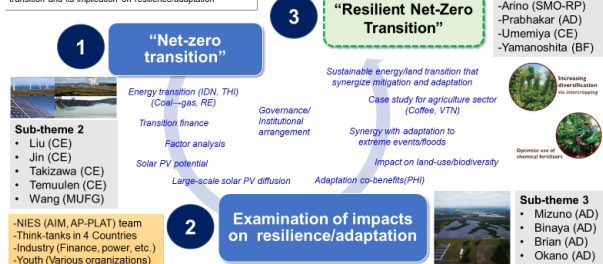 transition and its implication on resilience/adaptation
1
"Net-zero
transition"
3
"Resilient Net-Zero
Transition"
-Arino (SMO-RP)
-Prabhakar (AD)
-Umemiya (CE)
-Yamanoshita (BF)
Energy transition (IDN, THI)
(Coal→gas, RE)
Transition finance
Factor analysis
Solar PV potential
Large-scale solar PV diffusion
Governance/
Institutional
arrangement
Sustainable energy/land transition that
synergize mitigation and adaptation
Case study for agriculture sector
(Coffee, VTN)
Synergy with adaptation to
extreme events/floods
Impact on land-use/biodiversity
Adaptation co-benefits(PHI)
Increasing
diversification
via intercropping
Optimize use of
chemical fertilizers
Sub-theme 2
• Liu (CE)
• Jin (CE)
• Takizawa (CE)
• Temuulen (CE)
• Wang (MUFG)
-NIES (AIM, AP-PLAT) team
-Think-tanks in 4 Countries
-Industry (Finance, power, etc.)
-Youth (Various organizations)
2
Examination of impacts
on resilience/adaptation
Sub-theme 3
• Mizuno (AD)
• Binaya (AD)
• Brian (AD)
• Okano (AD)